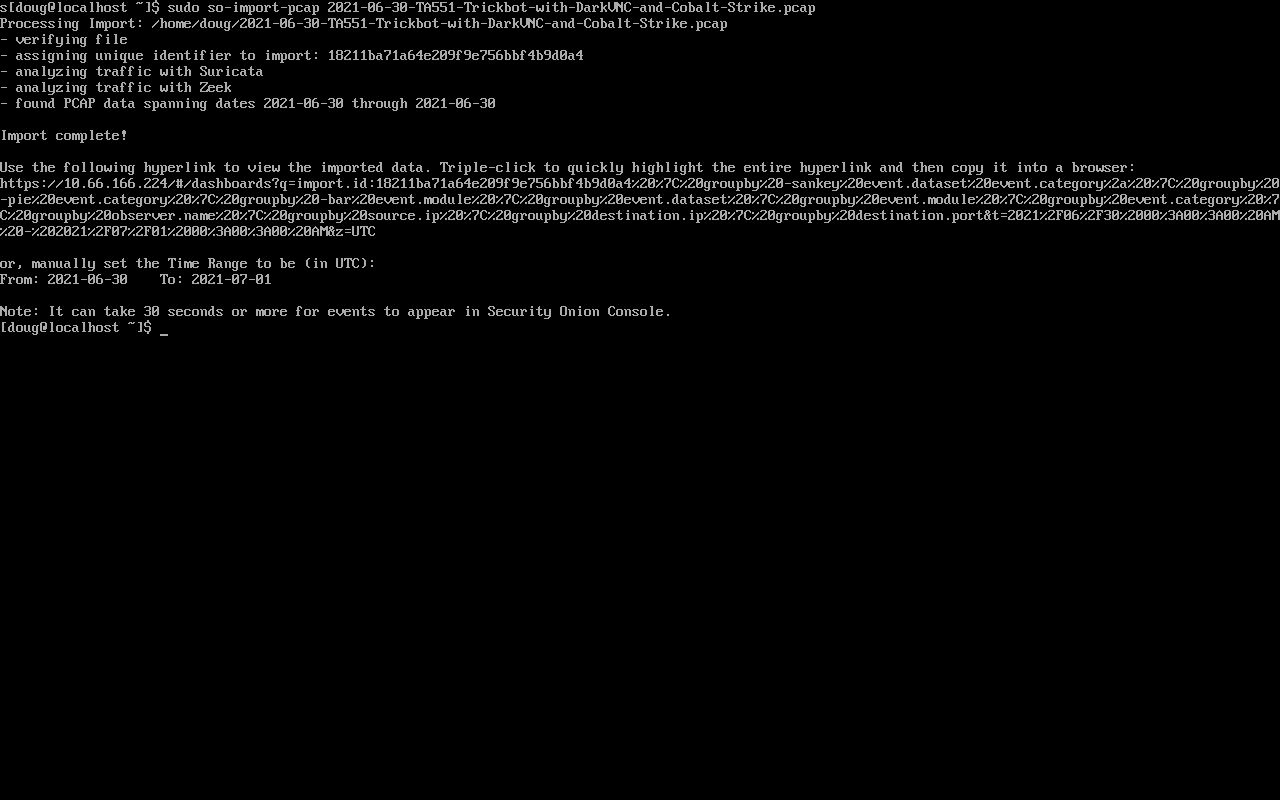 s[doug@localhost ~]$ sudo so-import-pcap 2021-06-30-TA551-Trickbot-with-DarkVNC-and-Cobalt-Strike.pcap
Processing Import: /home/doug/2021-06-30-TA551-Trickbot-with-DarkVNC-and-Cobalt-Strike.pcap
- verifying file
- assigning unique identifier to import: 18211ba71a64e209f9e756bbf4b9d0a4
- analyzing traffic with Suricata
- analyzing traffic with Zeek
- found PCAP data spanning dates 2021-06-30 through 2021-06-30
Import complete!
Use the following hyperlink to view the imported data. Triple-click to quickly highlight the entire hyperlink and then copy it into a browser:
https://10.66.166.224/#/dashboards?q=import.id:18211ba71a64e209f9e756bbf4b9d0a4%20%7C%20groupby%20-sankey%20event.dataset%20event.category%2a%20%7C%20groupby%20
-pie%20event.category%20%7C%20groupby%20-bar%20event.module%20%7C%20groupby%20event.dataset%20%7C%20groupby%20event.module%20%7C%20groupby%20event.category%20%7
C%20groupby%20observer.name%20%7C%20groupby%20source.ip%20%7C%20groupby%20destination.ip%20%7C%20groupby%20destination.port&t=2021%2F06%2F30%2000%3A00%3A00%20AM
%20-%202021%2F07%2F01%2000%3A00%3A00%20AM&z=UTC
or, manually set the Time Range to be (in UTC):
From: 2021-06-30    To: 2021-07-01
Note: It can take 30 seconds or more for events to appear in Security Onion Console.
[doug@localhost ~]$ _